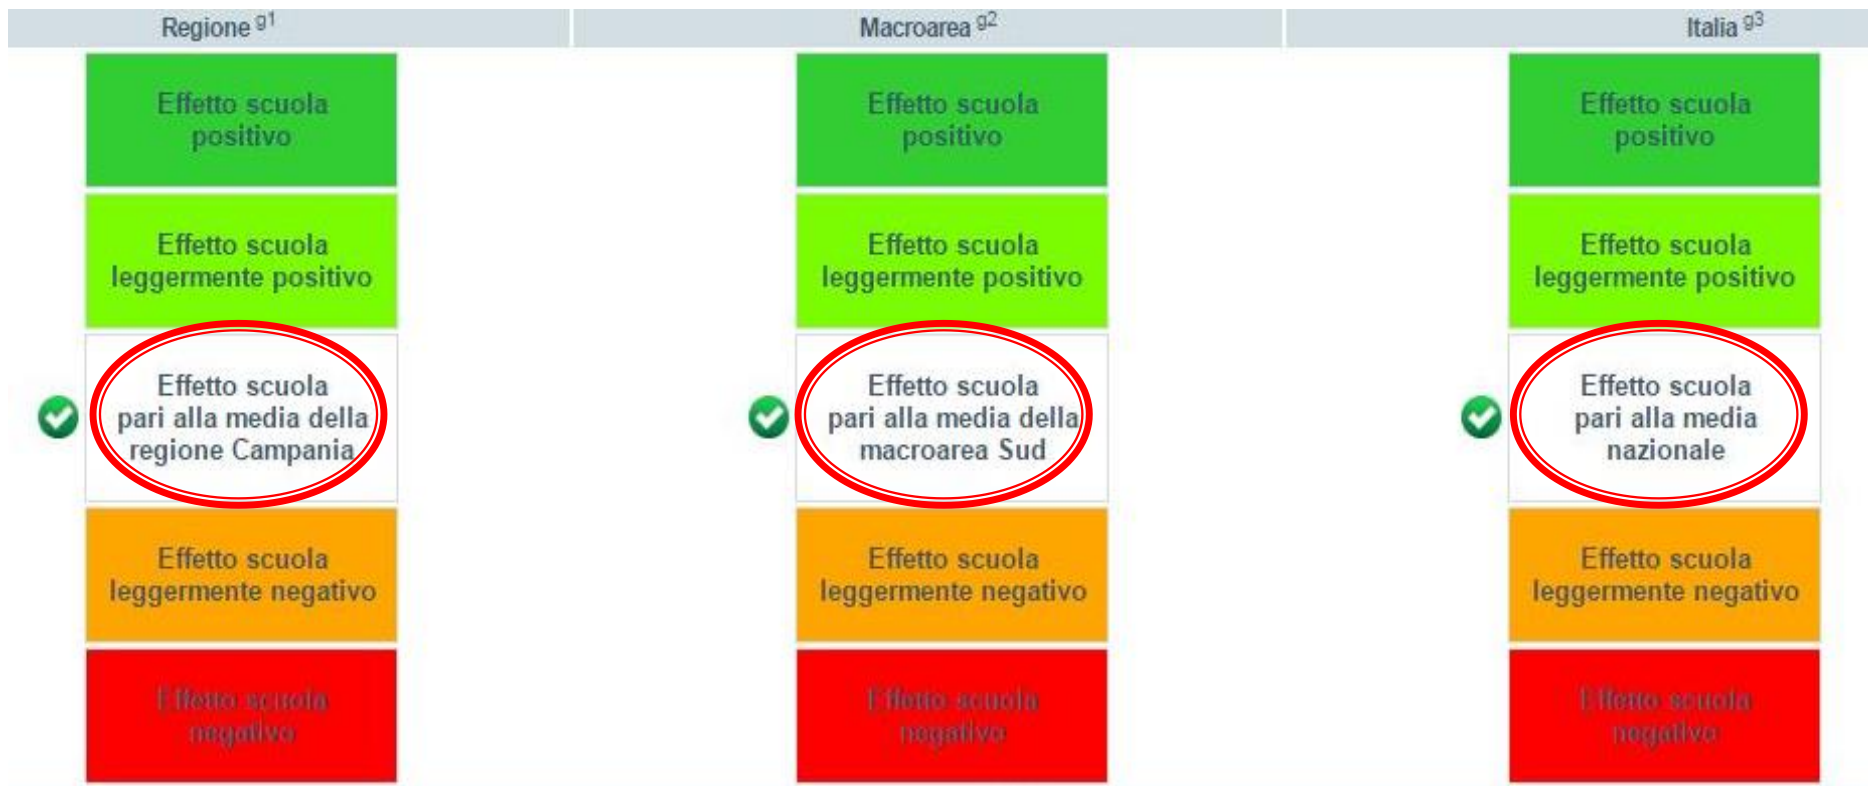 Regione g1
Macroarea g2
Italia g3
Effetto scuola
positivo
Effetto scuola
positivo
Effetto scuola
positivo
Effetto scuola
leggermente positivo
Effetto scuola
leggermente positivo
Effetto scuola
leggermente positivo
Effetto scuola
pari alla media della
regione Campania
Effetto scuola
pari alla media della
macroarea Sud
Effetto scuola
pari alla media
nazionale
Effetto scuola
leggermente negativo
Effetto scuola
leggermente negativo
Effetto scuola
leggermente negativo
Effetto scuola
negativo
Effetto scuola
negativo
Effetto scuola
negativo